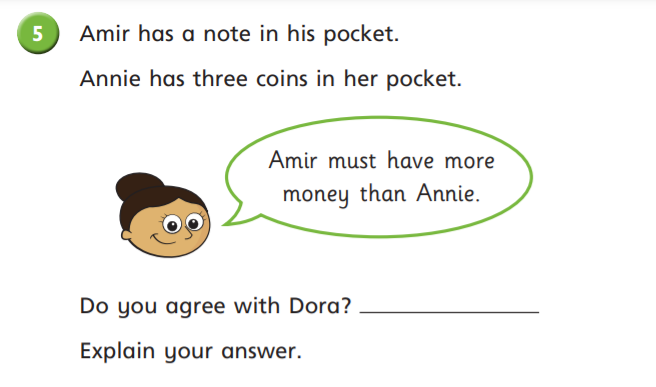 5 Amir has a note in his pocket.
Annie has three coins in her pocket.
Amir must have more
money than Annie.
Do you agree with Dora? 
Explain your answer.